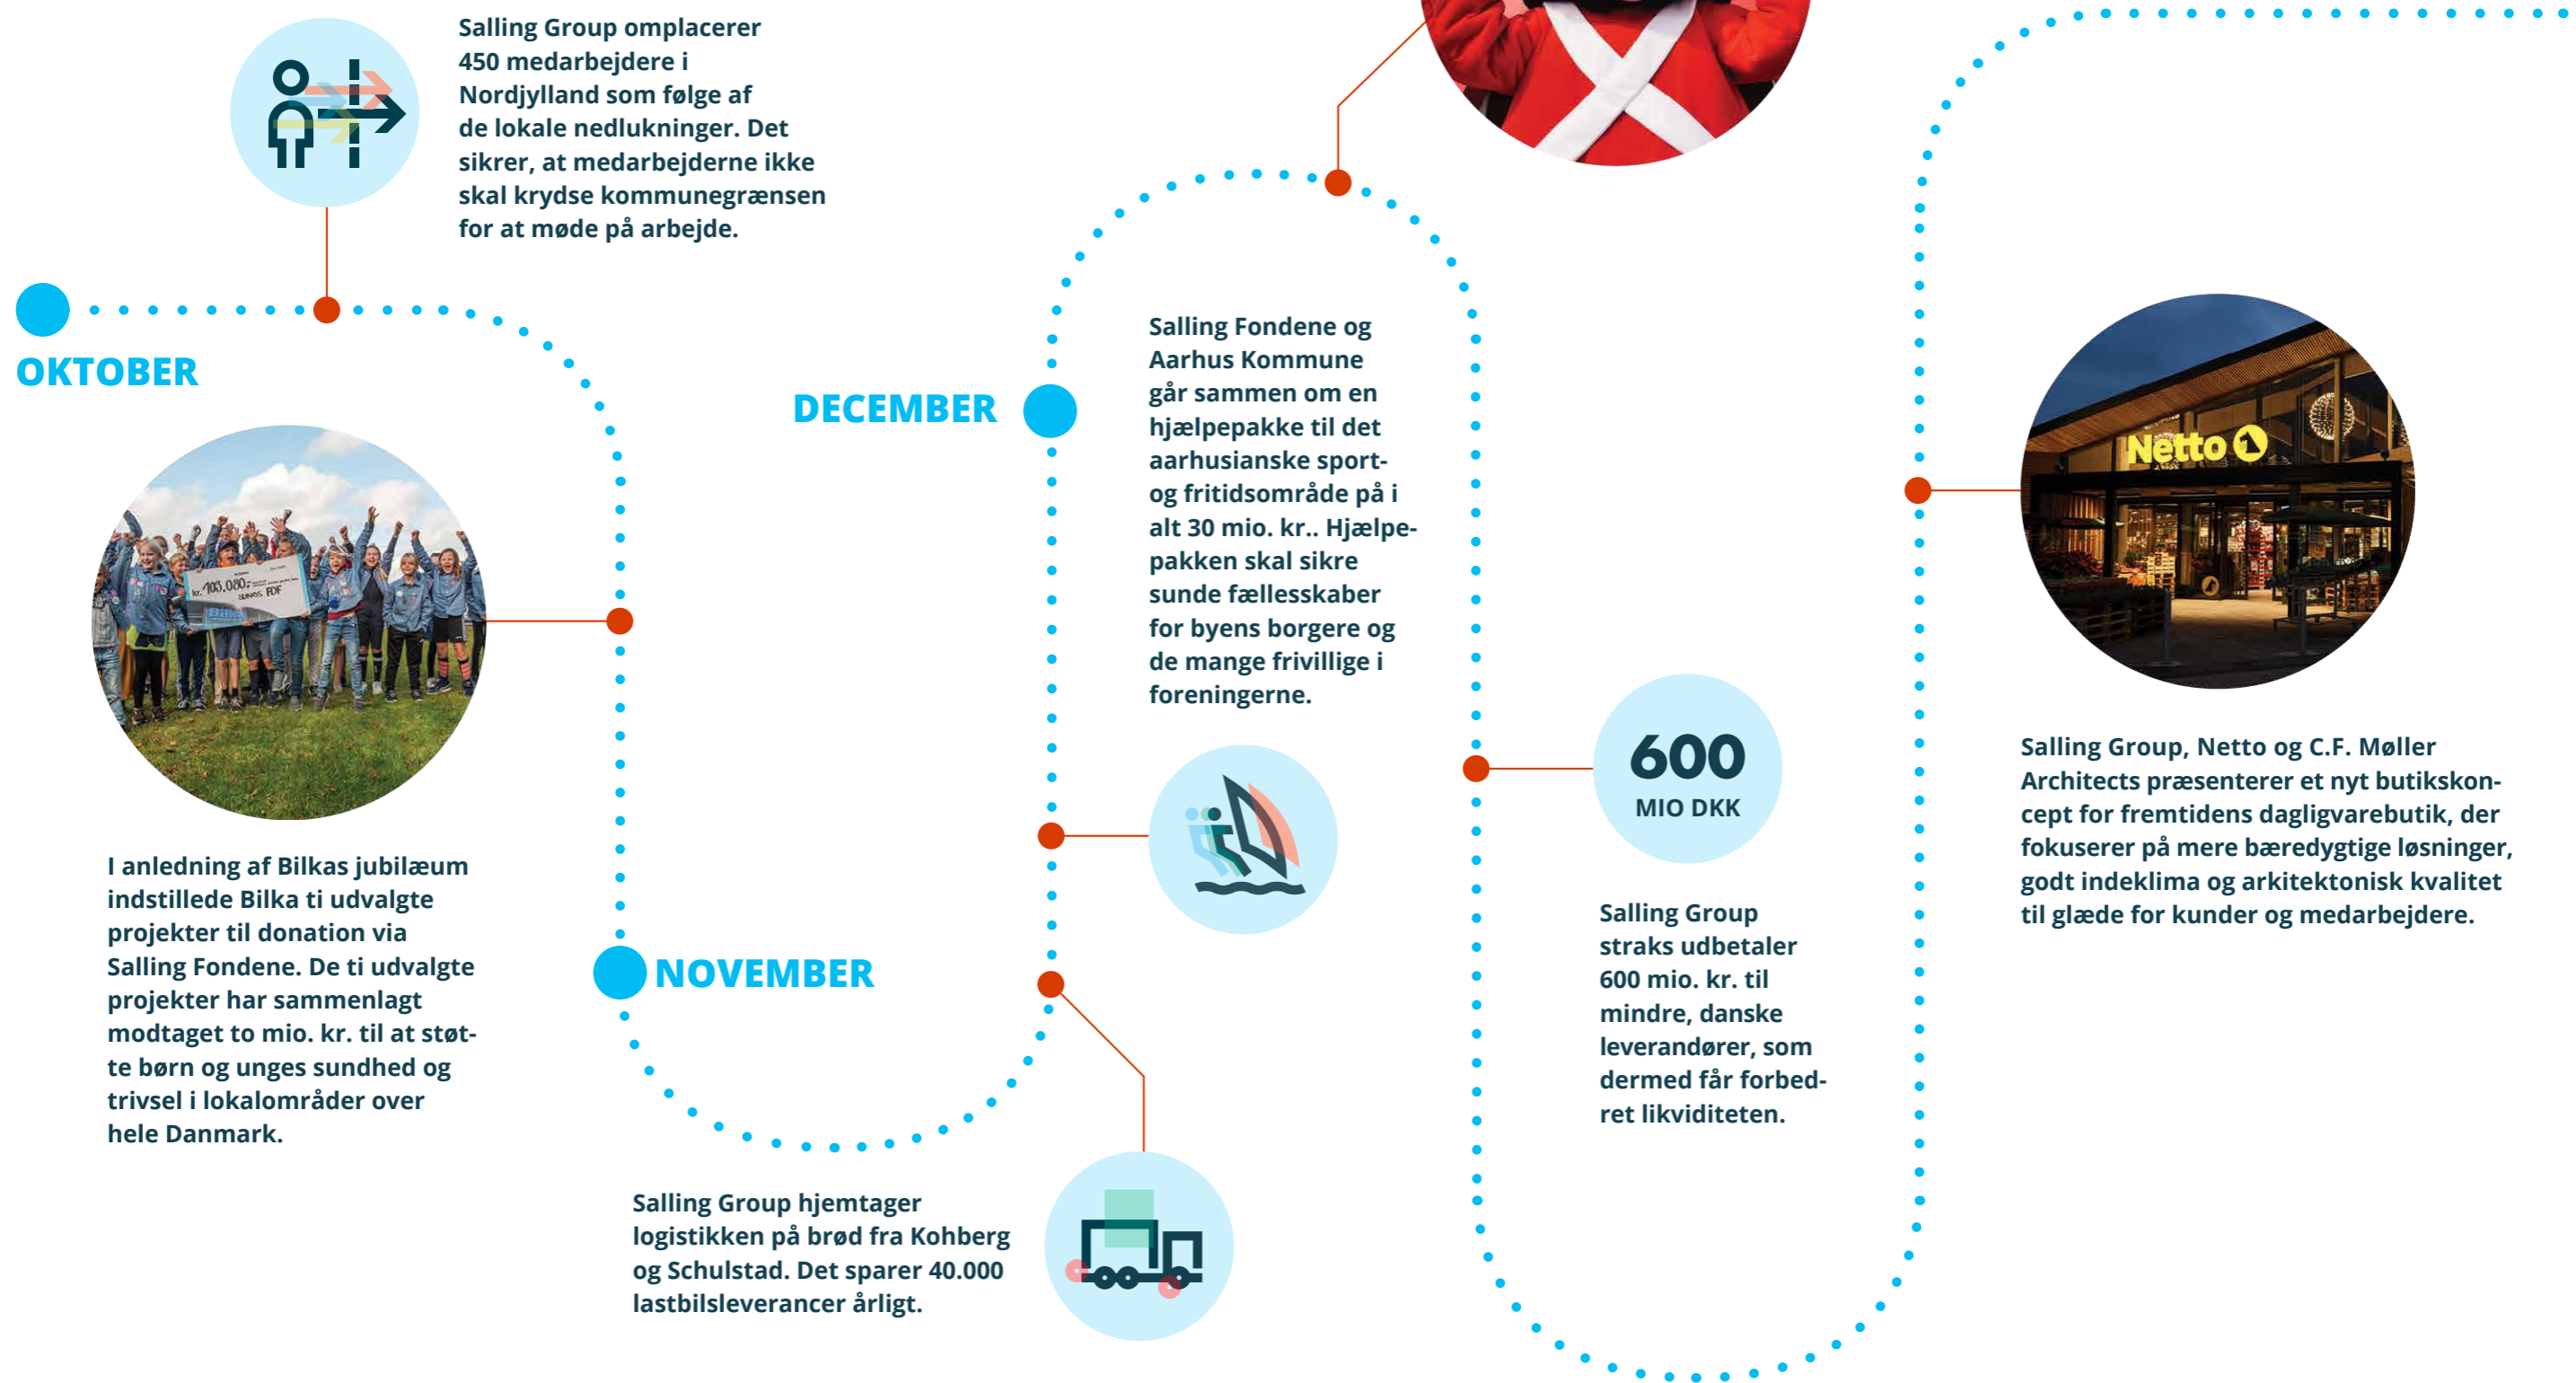 Salling Group omplacerer
450 medarbejdere i
Nordjylland som følge af
de lokale nedlukninger. Det
sikrer, at medarbejderne ikke
skal krydse kommunegrænsen
for at møde på arbejde.
OKTOBER
kr. 103.080,-
SUNDS FDF
Bilka
I anledning af Bilkas jubilæum
indstillede Bilka ti udvalgte
projekter til donation via
Salling Fondene. De ti udvalgte
projekter har sammenlagt
modtaget to mio. kr. til at støt-
te børn og unges sundhed og
trivsel i lokalområder over
hele Danmark.
NOVEMBER
Salling Group hjemtager
logistikken på brød fra Kohberg
og Schulstad. Det sparer 40.000
lastbilsleverancer årligt.
DECEMBER
Salling Fondene og
Aarhus Kommune
går sammen om en
hjælpepakke til det
aarhusianske sport-
og fritidsområde på i
alt 30 mio. kr.. Hjælpe-
pakken skal sikre
sunde fællesskaber
for byens borgere og
de mange frivillige i
foreningerne.
600
MIO DKK
Salling Group
straks udbetaler
600 mio. kr. til
mindre, danske
leverandører, som
dermed får forbed-
ret likviditeten.
Netto
Salling Group, Netto og C.F. Møller
Architects præsenterer et nyt butikskon-
cept for fremtidens dagligvarebutik, der
fokuserer på mere bæredygtige løsninger,
godt indeklima og arkitektonisk kvalitet
til glæde for kunder og medarbejdere.